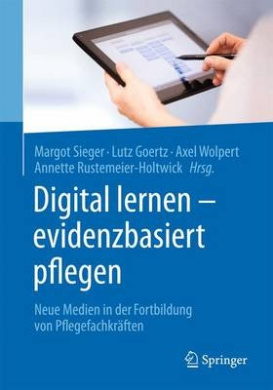 Margot Sieger · Lutz Goertz · Axel Wolpert
Annette Rustemeier-Holtwick Hrsg.
Digital lernen –
evidenzbasiert
pflegen
Neue Medien in der Fortbildung
von Pflegefachkräften
Springer